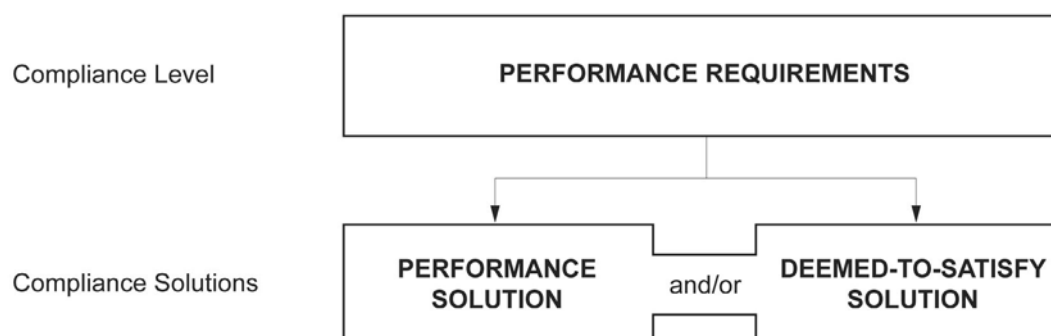 Compliance Level
PERFORMANCE REQUIREMENTS
Compliance Solutions
PERFORMANCE
SOLUTION
and/or
DEEMED-TO-SATISFY
SOLUTION